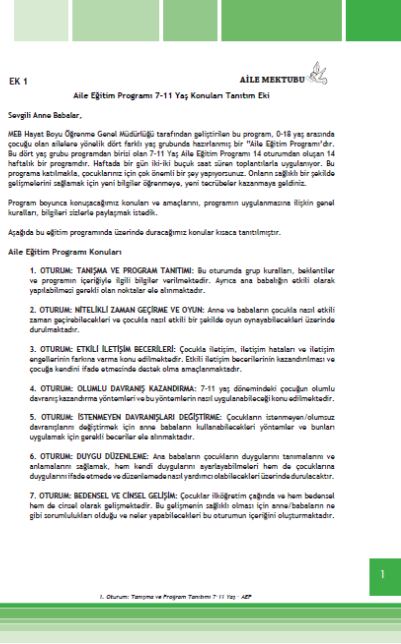 EK 1
AİLE MEKTUBU
Aile Eğitim Programı 7-11 Yaş Konuları Tanıtım Eki
Sevgili Anne Babalar,
MEB Hayat Boyu Öğrenme Genel Müdürlüğü tarafından geliştirilen bu program, 0-18 yaş arasında
çocuğu olan ailelere yönelik dört farklı yaş grubunda hazırlanmış bir "Aile Eğitim Programı"dır.
Bu dört yaş grubu programdan birisi olan 7-11 Yaş Aile Eğitim Programı 14 oturumdan oluşan 14
haftalık bir programdır. Haftada bir gün iki-iki buçuk saat süren toplantılarla uygulanıyor. Bu
programa katılmakla, çocuklarınız için çok önemli bir şey yapıyorsunuz. Onların sağlıklı bir şekilde
gelişmelerini sağlamak için yeni bilgiler öğrenmeye, yeni tecrübeler kazanmaya geldiniz.
Program boyunca konuşacağımız konuları ve amaçlarını, programın uygulanmasına ilişkin genel
kuralları, bilgileri sizlerle paylaşmak istedik.
Aşağıda bu eğitim programında üzerinde duracağımız konular kısaca tanıtılmıştır.
Aile Eğitim Programı Konuları
1. OTURUM: TANIŞMA VE PROGRAM TANITIMI: Bu oturumda grup kuralları, beklentiler
ve programın içeriğiyle ilgili bilgiler verilmektedir. Ayrıca ana babalığın etkili olarak
yapılabilmesi gerekli olan noktalar ele alınmaktadır.
2. OTURUM: NİTELİKLİ ZAMAN GEÇİRME VE OYUN: Anne ve babaların çocukla nasıl etkili
zaman geçirebilecekleri ve çocukla nasıl etkili bir şekilde oyun oynayabilecekleri üzerinde
durulmaktadır.
3. OTURUM: ETKİLİ İLETİŞİM BECERİLERİ: Çocukla iletişim, iletişim hataları ve iletişim
engellerinin farkına varma konu edilmektedir. Etkili iletişim becerilerinin kazandırılması ve
çocuğa kendini ifade etmesinde destek olma amaçlanmaktadır.
4. OTURUM: OLUMLU DAVRANIŞ KAZANDIRMA: 7-11 yaş dönemindeki çocuğun olumlu
davranış kazandırma yöntemleri ve bu yöntemlerin nasıl uygulanabileceği konu edilmektedir.
5. OTURUM: İSTENMEYEN DAVRANIŞLARI DEĞİŞTİRME: Çocukların istenmeyen/olumsuz
davranışlarını değiştirmek için anne babaların kullanabilecekleri yöntemler ve bunları
uygulamak için gerekli beceriler ele alınmaktadır.
6. OTURUM: DUYGU DÜZENLEME: Ana babaların çocukların duygularını tanımalarını ve
anlamalarını sağlamak, hem kendi duygularını ayarlayabilmeleri hem de çocuklarına
duygularını ifade etmede ve düzenlemede nasıl yardımcı olabilecekleri üzerinde durulacaktır.
7. OTURUM: BEDENSEL VE CİNSEL GELİŞİM: Çocuklar ilköğretim çağında ve hem bedensel
hem de cinsel olarak gelişmektedir. Bu gelişmenin sağlıklı olması için anne/babaların ne
gibi sorumlulukları olduğu ve neler yapabilecekleri bu oturumun içeriğini oluşturmaktadır.
1
1. Oturum: Tanışma ve Program Tanıtımı 7-11 Yaş - AEP